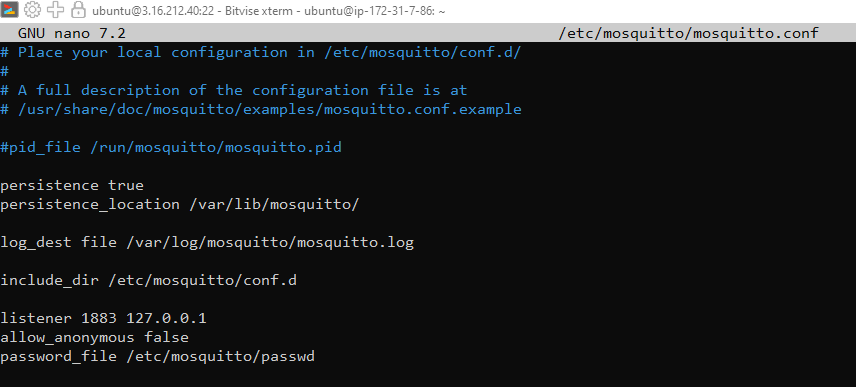 ubuntu@3.16.212.40:22 - Bitvise xterm - ubuntu@ip-172-31-7-86: ~
GNU nano 7.2 /etc/mosquitto/mosquitto.conf
# Place your local configuration in /etc/mosquitto/conf.d/
#
# A full description of the configuration file is at
# /usr/share/doc/mosquitto/examples/mosquitto.conf.example
#pid_file /run/mosquitto/mosquitto.pid
persistence true
persistence_location /var/lib/mosquitto/
log_dest file /var/log/mosquitto/mosquitto.log
include_dir /etc/mosquitto/conf.d
listener 1883 127.0.0.1
allow_anonymous false
password_file /etc/mosquitto/passwd